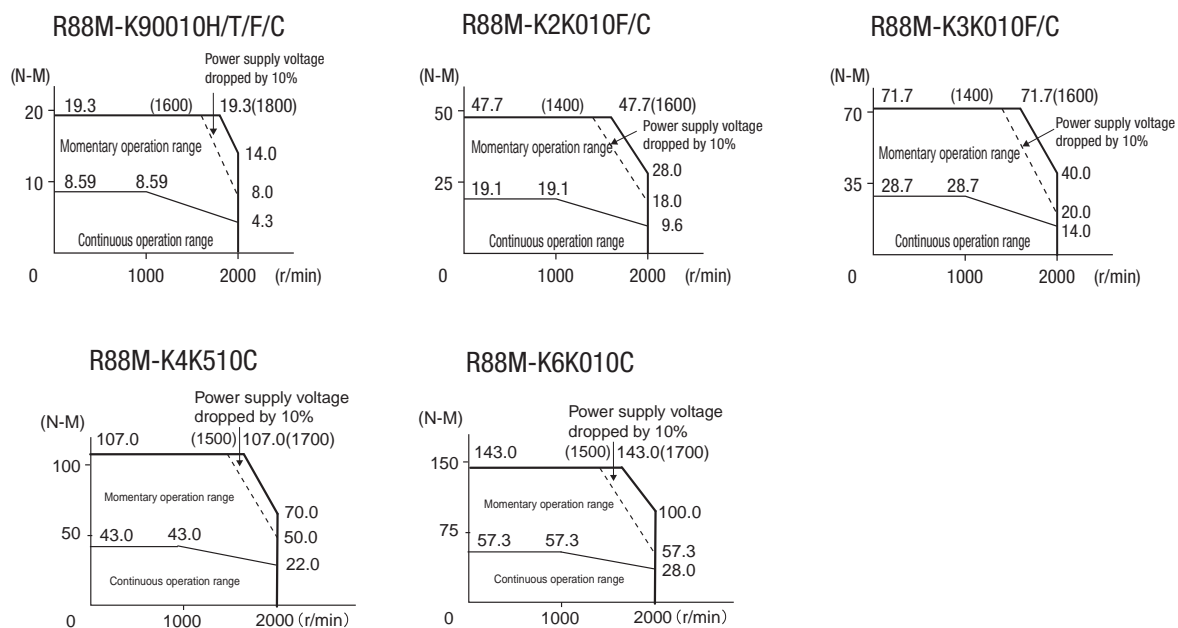 R88M-K90010H/T/F/C
Power supply voltage
dropped by 10%
(N-M)
20
19.3
(1600)
19.3(1800)
Momentary operation range
14.0
10
8.59
8.59
8.0
4.3
Continuous operation range
0
1000
2000
(r/min)
R88M-K2K010F/C
(N-M)
50
47.7
(1400)
47.7(1600)
Power supply voltage
dropped by 10%
Momentary operation range
28.0
25
19.1
19.1
18.0
9.6
Continuous operation range
0
1000
2000
(r/min)
R88M-K3K010F/C
(N-M)
70
71.7
(1400)
71.7(1600)
Power supply voltage
dropped by 10%
Momentary operation range
40.0
35
28.7
28.7
20.0
14.0
Continuous operation range
0
1000
2000
(r/min)
R88M-K4K510C
Power supply voltage
dropped by 10%
(N-M)
107.0
(1500)
107.0(1700)
100
Momentary operation range
70.0
50
43.0
43.0
50.0
22.0
Continuous operation range
0
1000
2000
(r/min)
R88M-K6K010C
Power supply voltage
dropped by 10%
(N-M)
150
143.0
(1500)
143.0(1700)
Momentary operation range
100.0
75
57.3
57.3
57.3
28.0
Continuous operation range
0
1000
2000
(r/min)